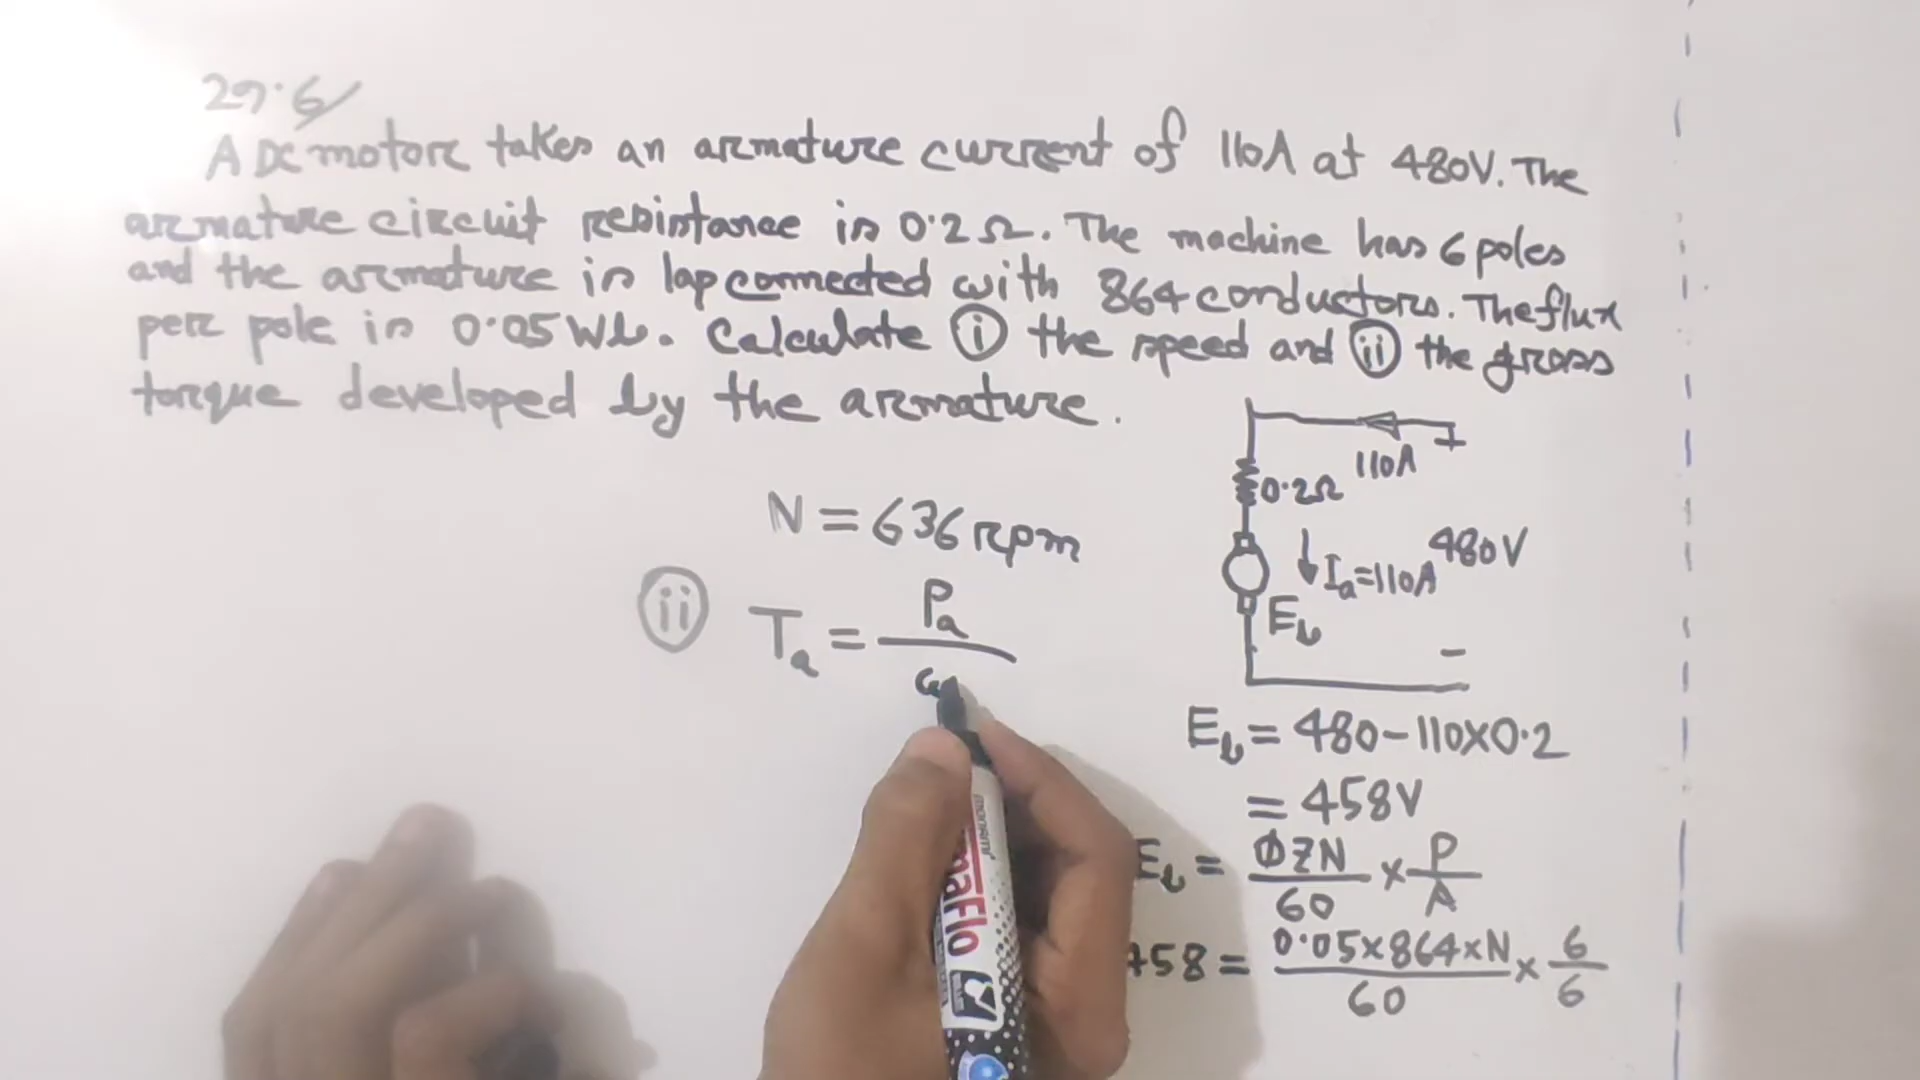 29.6/
A DC motor takes an armature current of 110A at 480V. The
armature circuit resistance is 0.2Ω. The machine has 6 poles
and the armature is lap connected with 864 conductors. The flux
per pole is 0.05 Wb. Calculate (i) the speed and (ii) the gross
torque developed by the armature.
+
110A
0.2Ω
480V
Ia=110A
Eb
-
N = 636 rpm
(ii) Ta = Pa / ω
Eb = 480-110×0.2
= 458V
Eb = ΦZN/60 × P/A
458 = 0.05×864×N/60 × 6/6
monami
maFlo